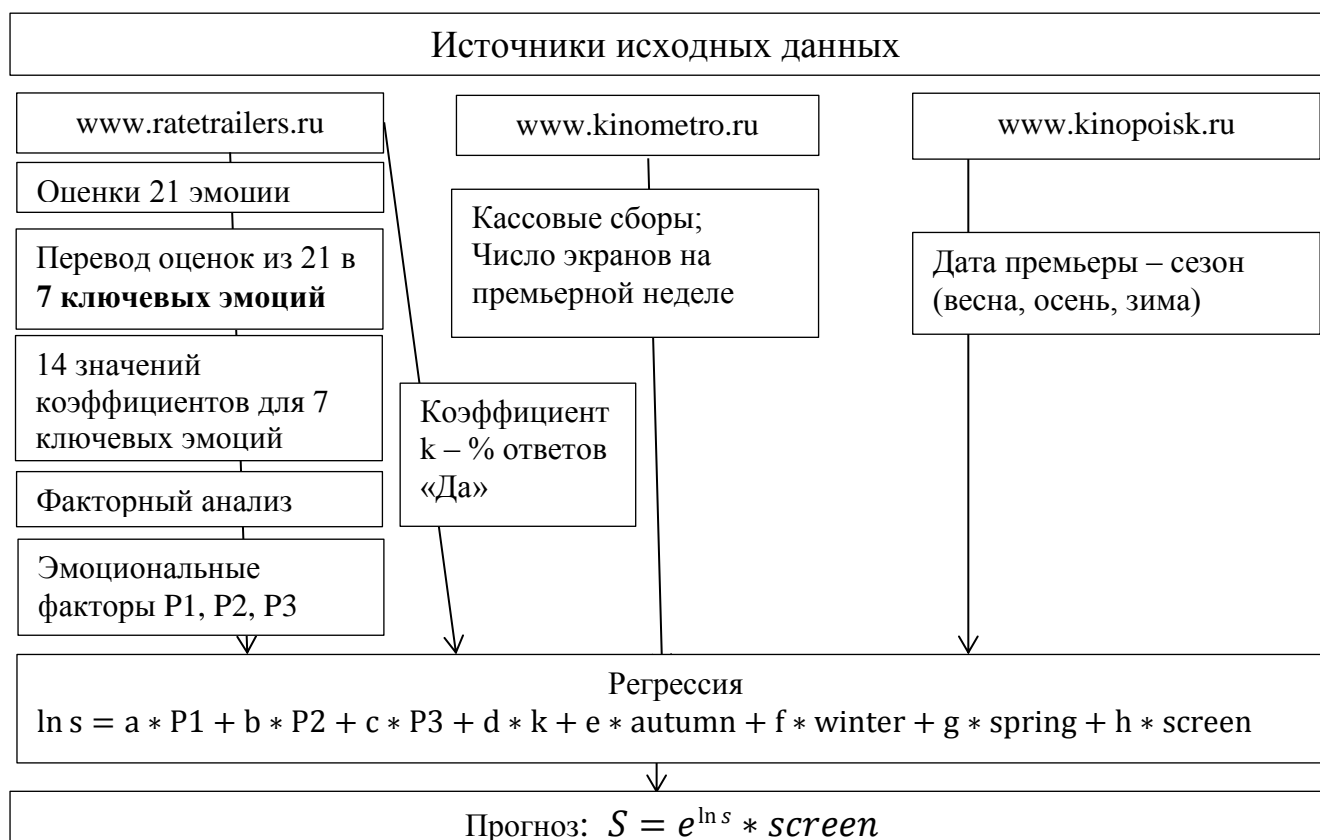 Источники исходных данных
www.ratetrailers.ru
Оценки 21 эмоции
Перевод оценок из 21 в
7 ключевых эмоций
14 значений
коэффициентов для 7
ключевых эмоций
Факторный анализ
Эмоциональные
факторы P1, P2, P3
Коэффициент
k – % ответов
«Да»
www.kinometro.ru
Кассовые сборы;
Число экранов на
премьерной неделе
www.kinopoisk.ru
Дата премьеры – сезон
(весна, осень, зима)
Регрессия
ln s = a * P1 + b * P2 + c * P3 + d * k + e * autumn + f * winter + g * spring + h * screen
Прогноз: S = e^{ln s} * screen